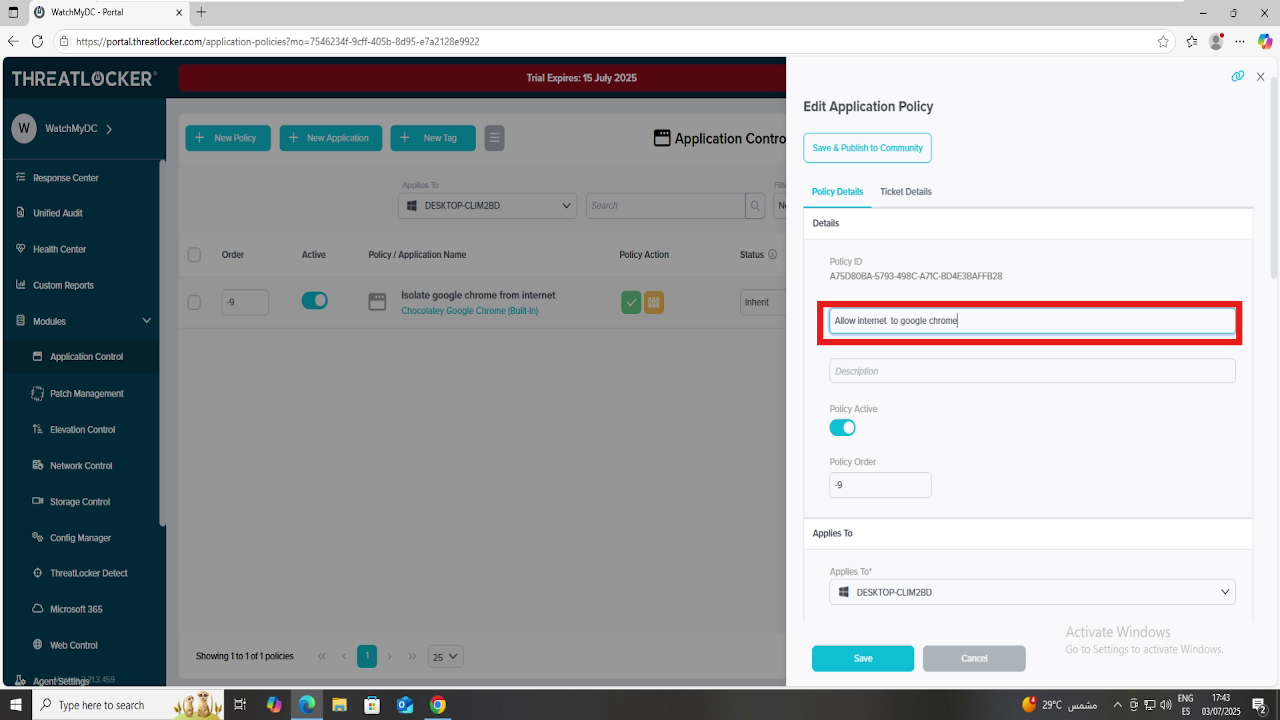 WatchMyDC - portal.threatlocker.
https://portal.threatlocker.com/application-policies?mo=7546234f-9cff-405b-8d95-e7a2128e9922
THREATLOCKER
Trial Expires: 15 July 2025
W WatchMyDC
Response Center
Unified Audit
Health Center
Custom Reports
Modules
Application Control
Patch Management
Elevation Control
Network Control
Storage Control
Config Manager
ThreatLocker Detect
Microsoft 365
Web Control
Agent Settings
New Policy
New Application
New Tag
Application Contro
Applies To
DESKTOP-CLIM2BD
Search
Order
Active
Policy / Application Name
Policy Action
Status
-9
Isolate google chrome from internet
Chocolatey Google Chrome (Built-In)
Inherit
Showing 1 to 1 of 1 policies
1
25
Edit Application Policy
Save & Publish to Community
Policy Details
Ticket Details
Details
Policy ID
A75D80BA-5793-498C-A71C-BD4E3BAFFB28
Allow internet  to google chrome
Description
Policy Active
Policy Order
-9
Applies To
Applies To*
DESKTOP-CLIM2BD
Save
Cancel
Activate Windows
Go to Settings to activate Windows.
Type here to search
29°C
ENG
17:43